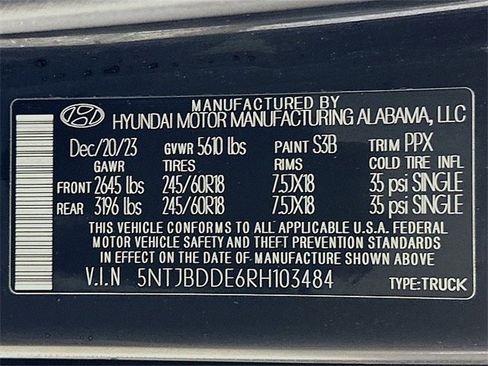 MANUFACTURED BY
HYUNDAI MOTOR MANUFACTURING ALABAMA, LLC
Dec/20/23 GVWR 5610 lbs PAINT S3B TRIM PPX
GAWR TIRES RIMS COLD TIRE INFL
FRONT 2645 lbs 245/60R18 7.5JX18 35 psi SINGLE
REAR 3196 lbs 245/60R18 7.5JX18 35 psi SINGLE
THIS VEHICLE CONFORMS TO ALL APPLICABLE U.S.A. FEDERAL
MOTOR VEHICLE SAFETY AND THEFT PREVENTION STANDARDS
IN EFFECT ON THE DATE OF MANUFACTURE SHOWN ABOVE
V.I.N 5NTJBDDE6RH103484 TYPE:TRUCK